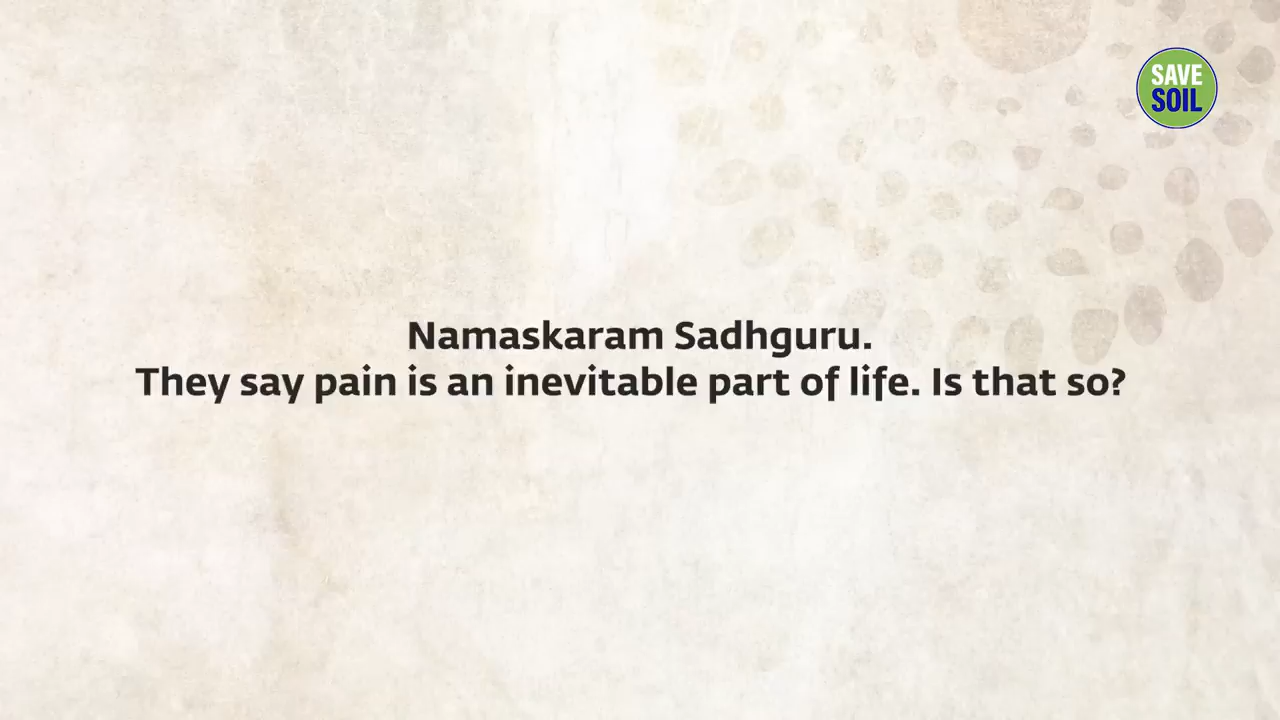 SAVE
SOIL
Namaskaram Sadhguru.
They say pain is an inevitable part of life. Is that so?